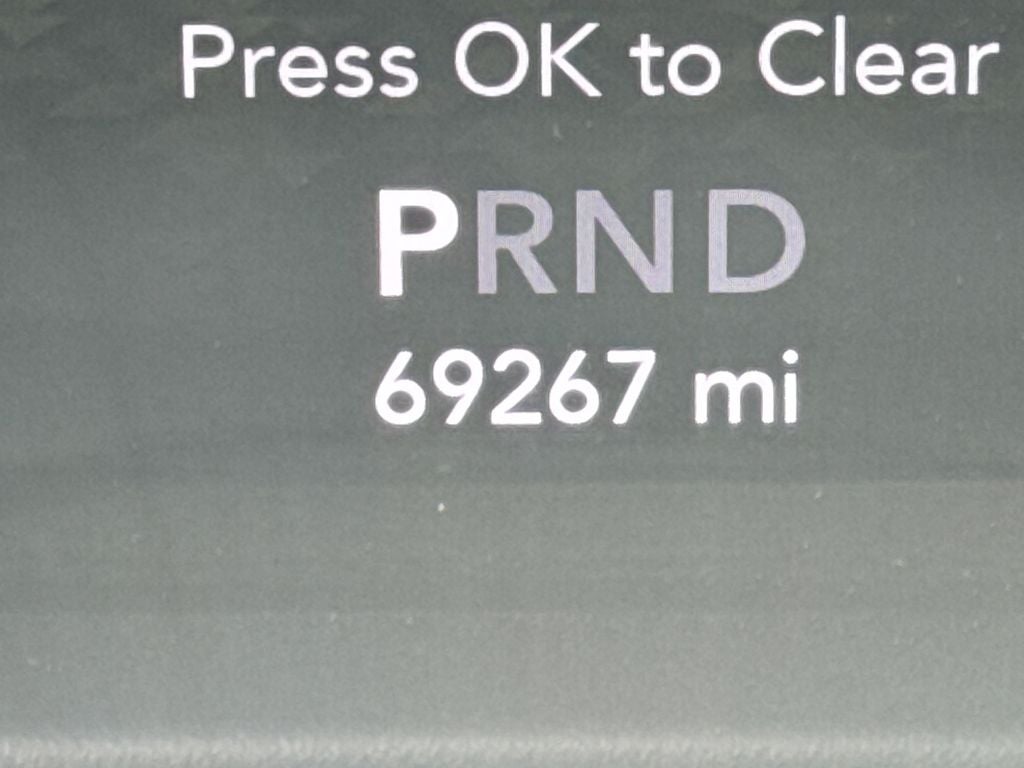 Press OK to Clear
PRND
69267 mi